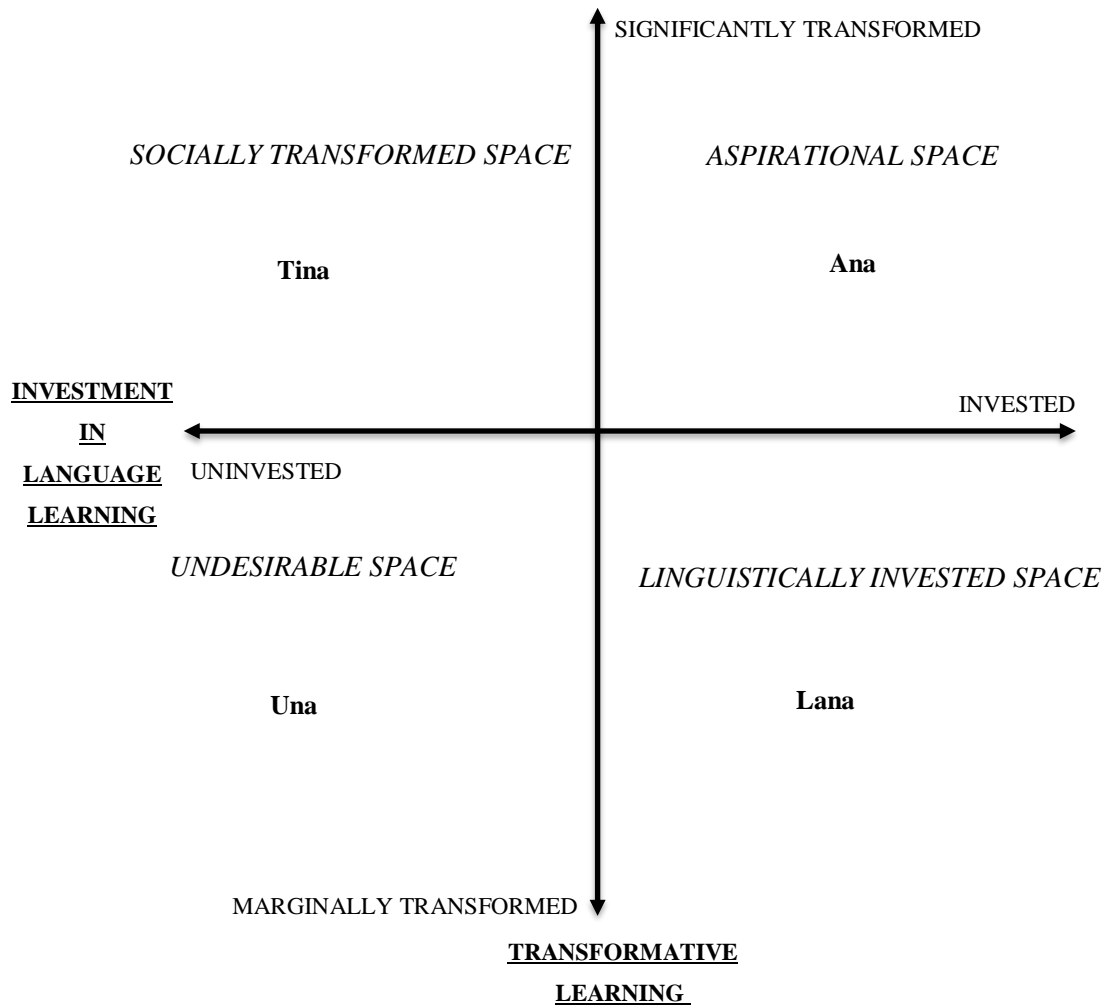 SIGNIFICANTLY TRANSFORMED
SOCIALLY TRANSFORMED SPACE
ASPIRATIONAL SPACE
Tina
Ana
INVESTMENT
IN
LANGUAGE
LEARNING
INVESTED
UNINVESTED
UNDESIRABLE SPACE
LINGUISTICALLY INVESTED SPACE
Una
Lana
MARGINALLY TRANSFORMED
TRANSFORMATIVE
LEARNING